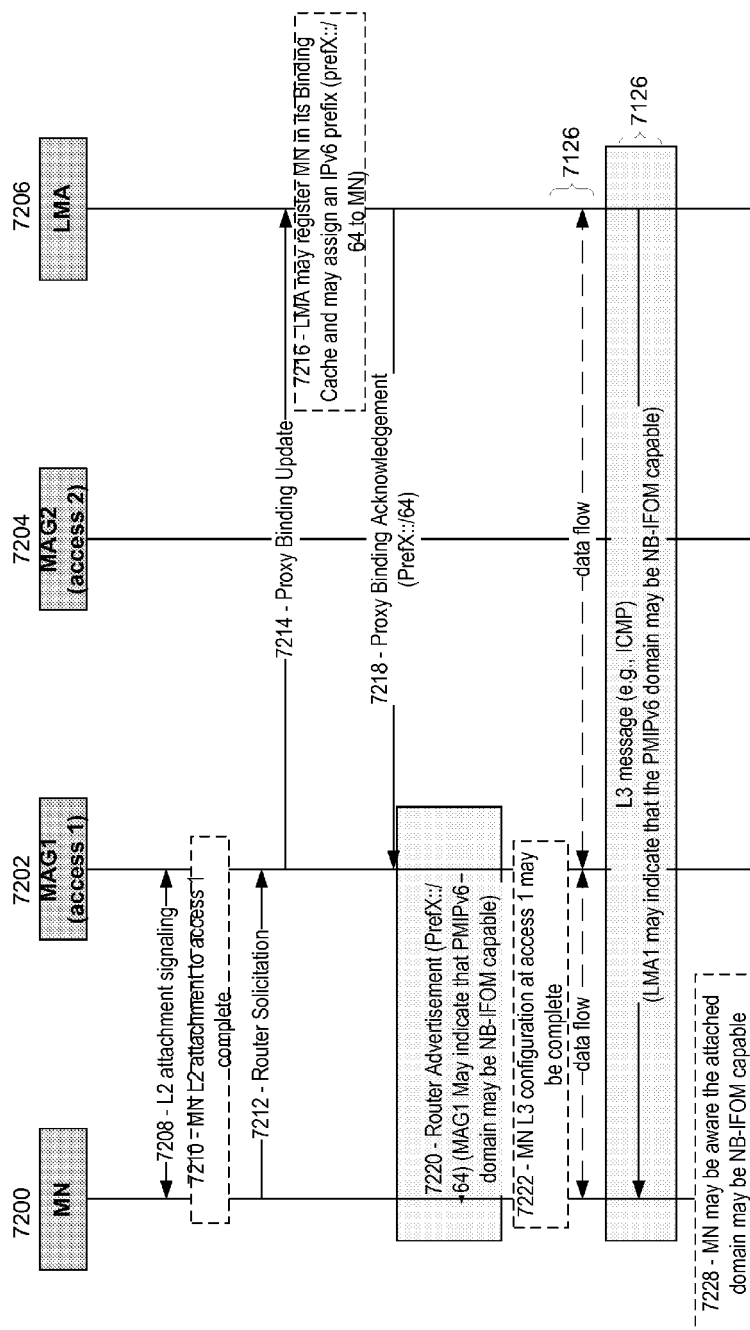 7200
MN
7202
MAG1
(access 1)
7204
MAG2
(access 2)
7206
LMA
7208 - L2 attachment signaling
7210 - MN L2 attachment to access 1
complete
7212 - Router Solicitation
7214 - Proxy Binding Update
7216 - LMA may register MN in its Binding
Cache and may assign an IPv6 prefix (prefX::/
64 to MN)
7218 - Proxy Binding Acknowledgement
(PrefX::/64)
7220 - Router Advertisement (PrefX::/
64) (MAG1 May indicate that PMIPv6
domain may be NB-IFOM capable)
7222 - MN L3 configuration at access 1 may
be complete
data flow
data flow
7126
L3 message (e.g., ICMP)
(LMA1 may indicate that the PMIPv6 domain may be NB-IFOM capable)
7126
7228 - MN may be aware the attached
domain may be NB-IFOM capable